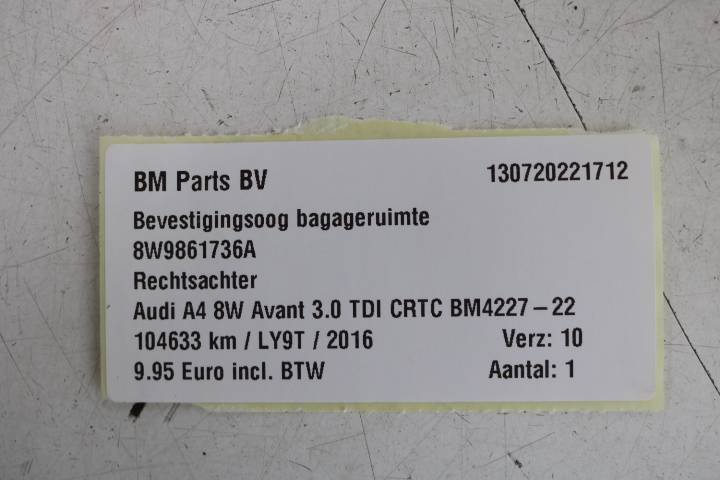 BM Parts BV 130720221712
Bevestigingsoog bagageruimte
8W9861736A
Rechtsachter
Audi A4 8W Avant 3.0 TDI CRTC BM4227-22
104633 km / LY9T / 2016 Verz: 10
9.95 Euro incl. BTW Aantal: 1